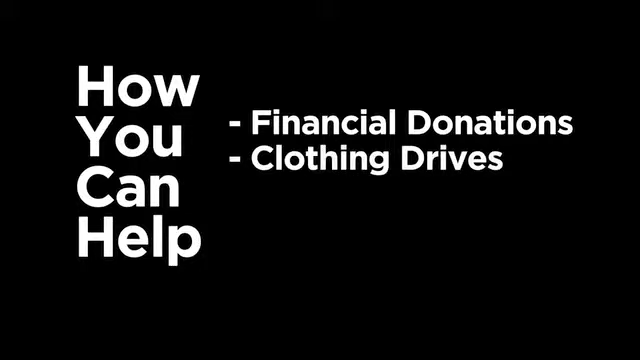 How
You
Can
Help
- Financial Donations
- Clothing Drives